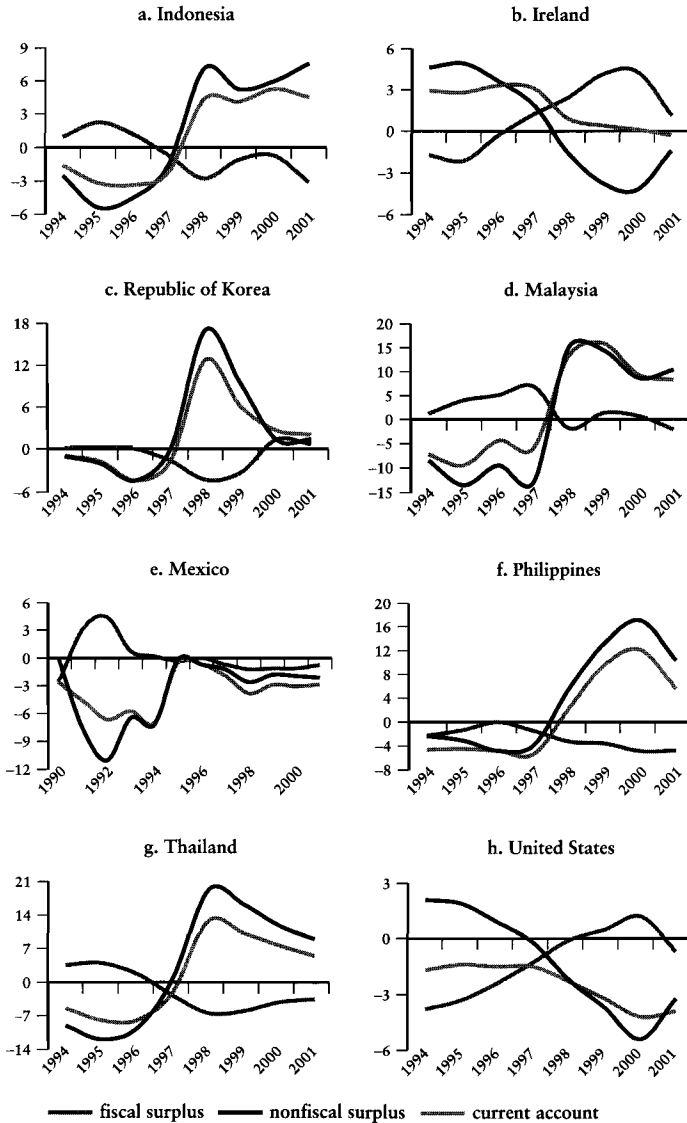 a. Indonesia
9
6
3
0
−3
−6
1994 1995 1996 1997 1998 1999 2000 2001
b. Ireland
6
3
0
−3
−6
1994 1995 1996 1997 1998 1999 2000 2001
c. Republic of Korea
18
12
6
0
−6
1994 1995 1996 1997 1998 1999 2000 2001
d. Malaysia
20
15
10
5
0
−5
−10
−15
1994 1995 1996 1997 1998 1999 2000 2001
e. Mexico
6
3
0
−3
−6
−9
−12
1990 1992 1994 1996 1998 2000
f. Philippines
20
16
12
8
4
0
−4
−8
1994 1995 1996 1997 1998 1999 2000 2001
g. Thailand
21
14
7
0
−7
−14
1994 1995 1996 1997 1998 1999 2000 2001
h. United States
3
0
−3
−6
1994 1995 1996 1997 1998 1999 2000 2001
fiscal surplus nonfiscal surplus current account